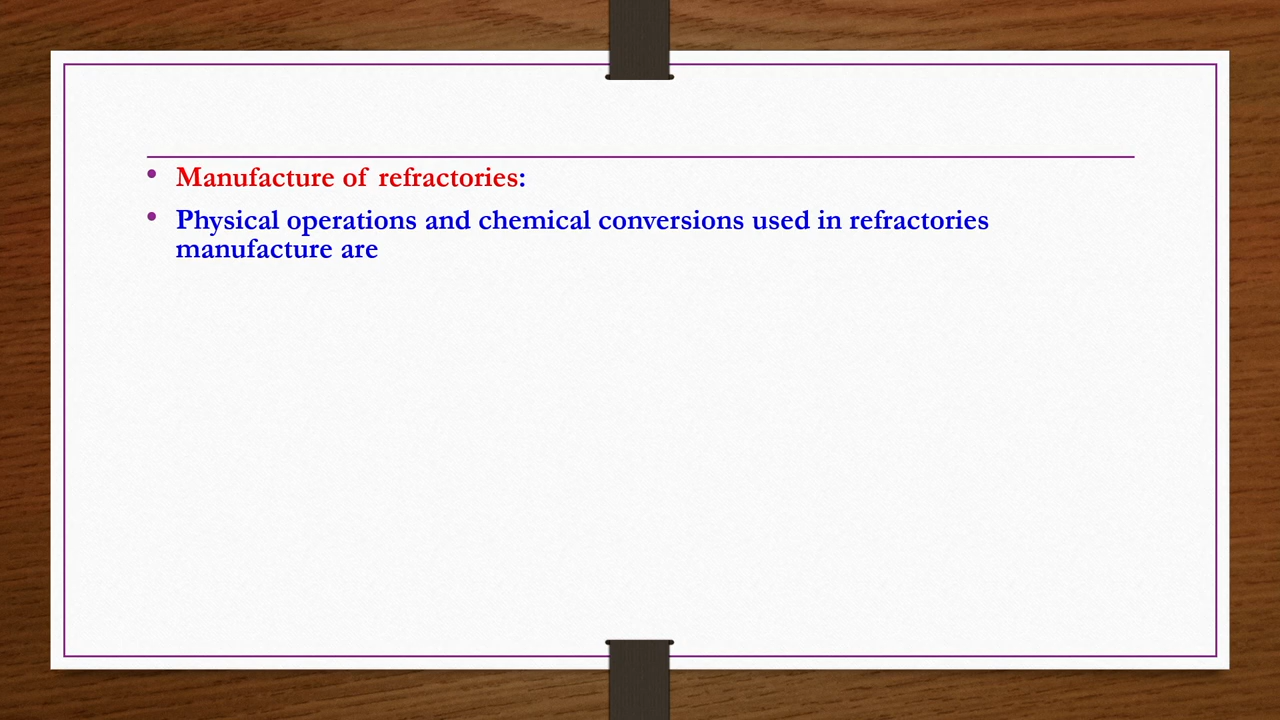 • Manufacture of refractories:
• Physical operations and chemical conversions used in refractories
manufacture are